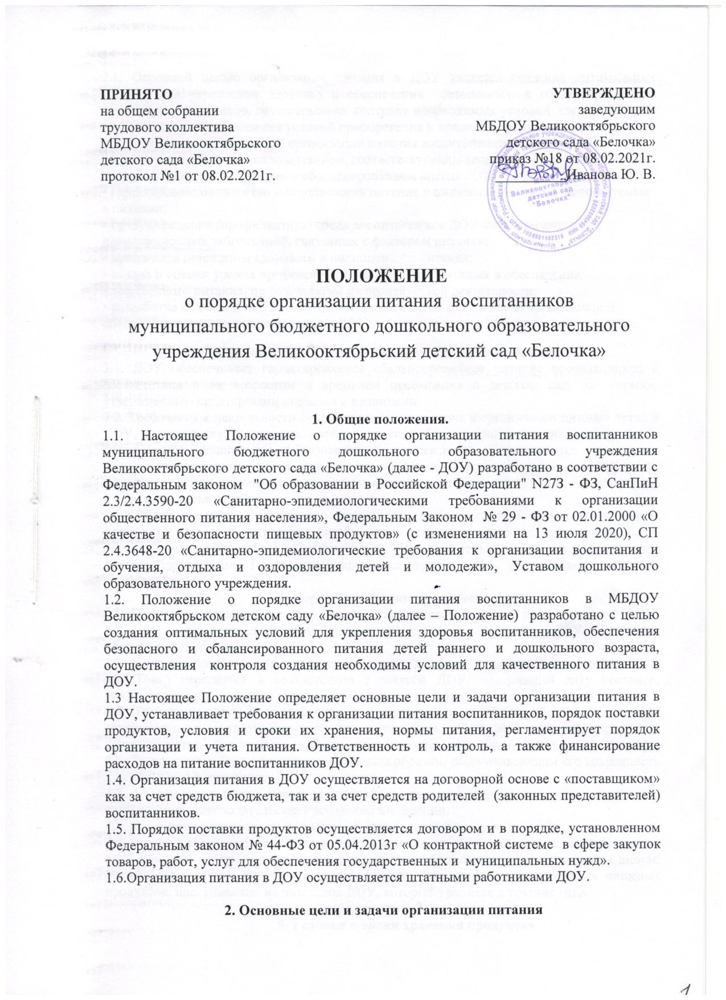 ПРИНЯТО
на общем собрании
трудового коллектива
МБДОУ Великооктябрьского
детского сада «Белочка»
протокол №1 от 08.02.2021г.
УТВЕРЖДЕНО
заведующим
МБДОУ Великооктябрьского
детского сада «Белочка»
приказ №18 от 08.02.2021г.
__________Иванова Ю. В.
МБДОУ
Великооктябрьский
детский сад
"Белочка"
ПОЛОЖЕНИЕ
о порядке организации питания  воспитанников
муниципального бюджетного дошкольного образовательного
учреждения Великооктябрьский детский сад «Белочка»
1. Общие положения.
1.1. Настоящее Положение о порядке организации питания воспитанников
муниципального бюджетного дошкольного образовательного учреждения
Великооктябрьского детского сада «Белочка» (далее - ДОУ) разработано в соответствии с
Федеральным законом  "Об образовании в Российской Федерации" N273 - ФЗ, СанПиН
2.3/2.4.3590-20 «Санитарно-эпидемиологическими требованиями к организации
общественного питания населения», Федеральным Законом  № 29 - ФЗ от 02.01.2000 «О
качестве и безопасности пищевых продуктов» (с изменениями на 13 июля 2020), СП
2.4.3648-20 «Санитарно-эпидемиологические требования к организации воспитания и
обучения, отдыха и оздоровления детей и молодежи», Уставом дошкольного
образовательного учреждения.
1.2. Положение о порядке организации питания воспитанников в МБДОУ
Великооктябрьском детском саду «Белочка» (далее – Положение)  разработано с целью
создания оптимальных условий для укрепления здоровья воспитанников, обеспечения
безопасного и сбалансированного питания детей раннего и дошкольного возраста,
осуществления  контроля создания необходимы условий для качественного питания в
ДОУ.
1.3 Настоящее Положение определяет основные цели и задачи организации питания в
ДОУ, устанавливает требования к организации питания воспитанников, порядок поставки
продуктов, условия и сроки их хранения, нормы питания, регламентирует порядок
организации и учета питания. Ответственность и контроль, а также финансирование
расходов на питание воспитанников ДОУ.
1.4. Организация питания в ДОУ осуществляется на договорной основе с «поставщиком»
как за счет средств бюджета, так и за счет средств родителей  (законных представителей)
воспитанников.
1.5. Порядок поставки продуктов осуществляется договором и в порядке, установленном
Федеральным законом № 44-ФЗ от 05.04.2013г «О контрактной системе  в сфере закупок
товаров, работ, услуг для обеспечения государственных и  муниципальных нужд».
1.6.Организация питания в ДОУ осуществляется штатными работниками ДОУ.
2. Основные цели и задачи организации питания
1